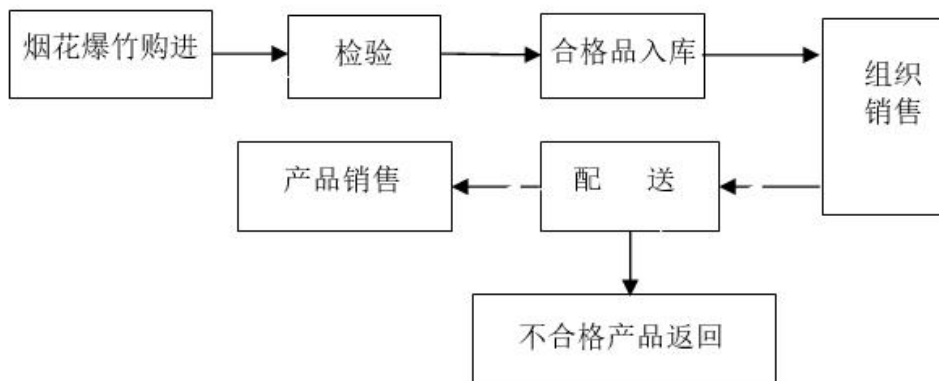 烟花爆竹购进
检验
合格品入库
组织
销售
产品销售
配 送
不合格产品返回